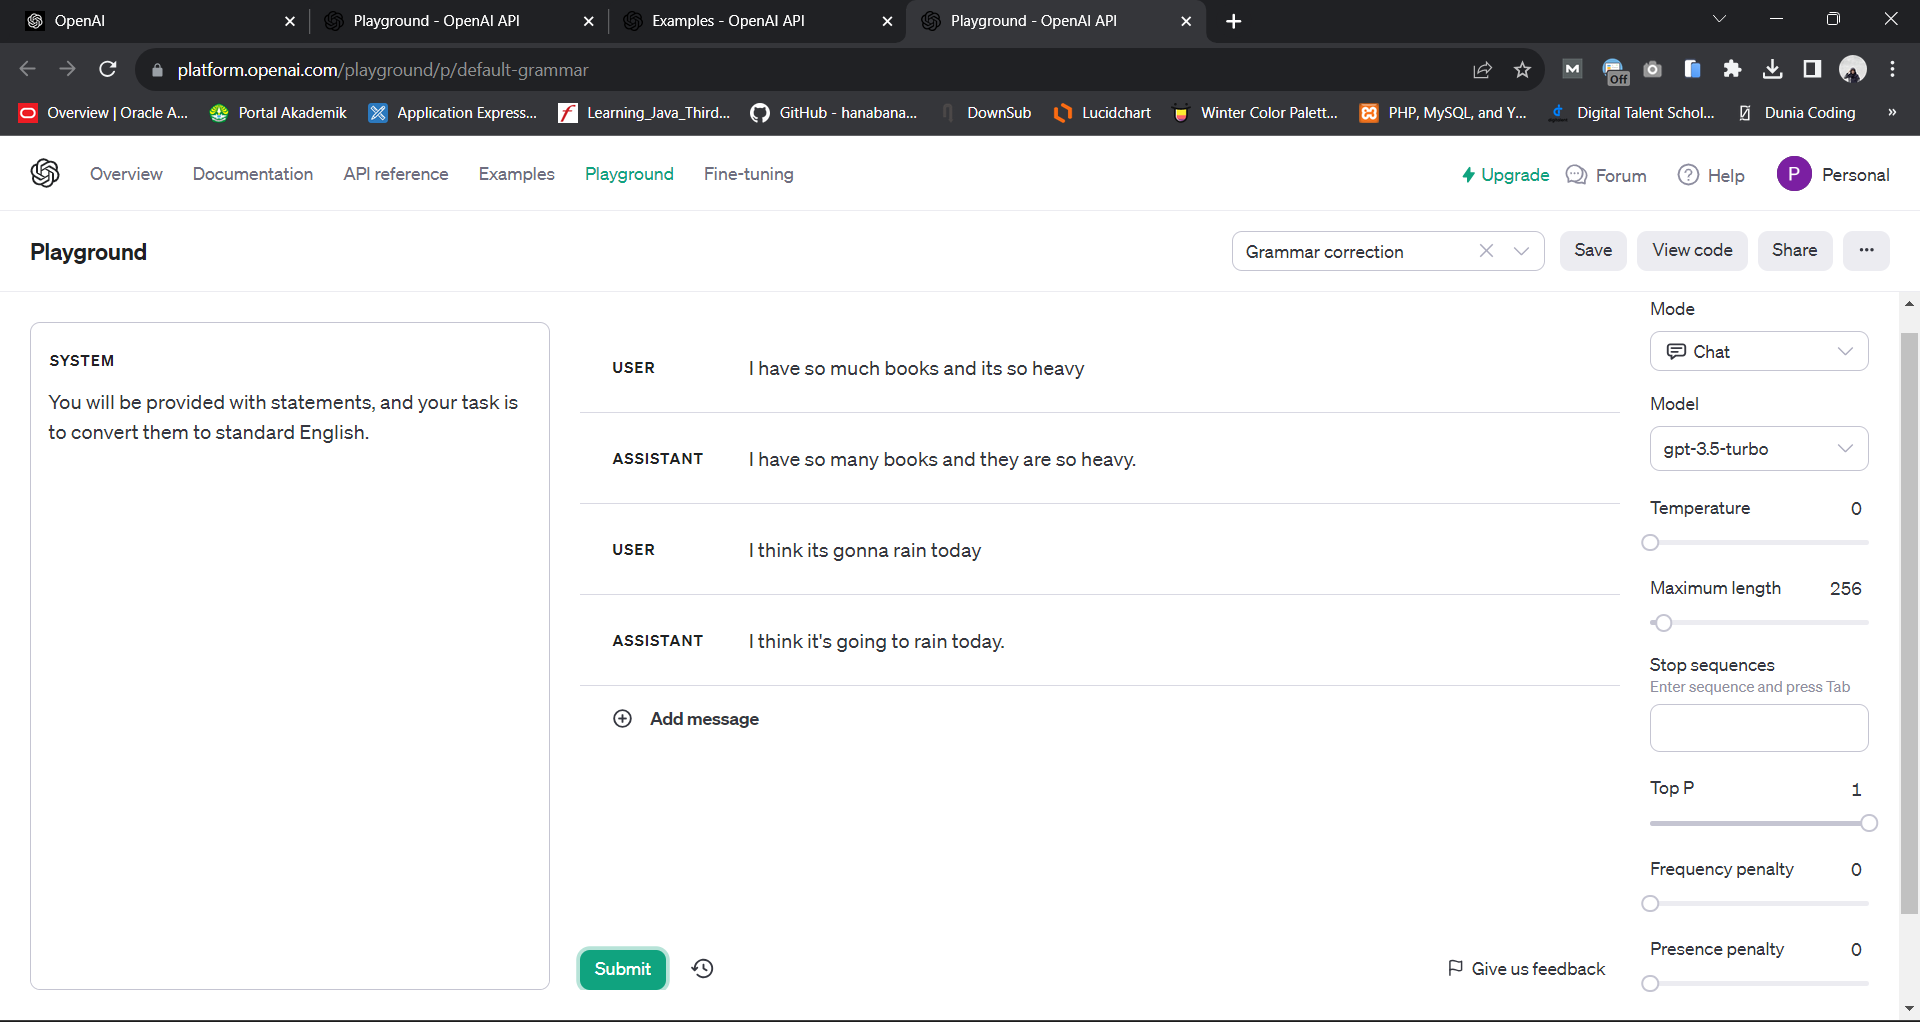 OpenAI
Playground - OpenAI API
Examples - OpenAI API
Playground - OpenAI API
platform.openai.com/playground/p/default-grammar
M
Off
Overview | Oracle A...
Portal Akademik
Application Express...
Learning_Java_Third...
GitHub - hanabana...
DownSub
Lucidchart
Winter Color Palett...
PHP, MySQL, and Y...
Digital Talent Schol...
Dunia Coding
»
Overview
Documentation
API reference
Examples
Playground
Fine-tuning
Upgrade
Forum
Help
P
Personal
Playground
Grammar correction
Save
View code
Share
...
SYSTEM
You will be provided with statements, and your task is
to convert them to standard English.
USER
I have so much books and its so heavy
ASSISTANT
I have so many books and they are so heavy.
USER
I think its gonna rain today
ASSISTANT
I think it's going to rain today.
Add message
Submit
Give us feedback
Mode
Chat
Model
gpt-3.5-turbo
Temperature 0
Maximum length 256
Stop sequences
Enter sequence and press Tab
Top P 1
Frequency penalty 0
Presence penalty 0